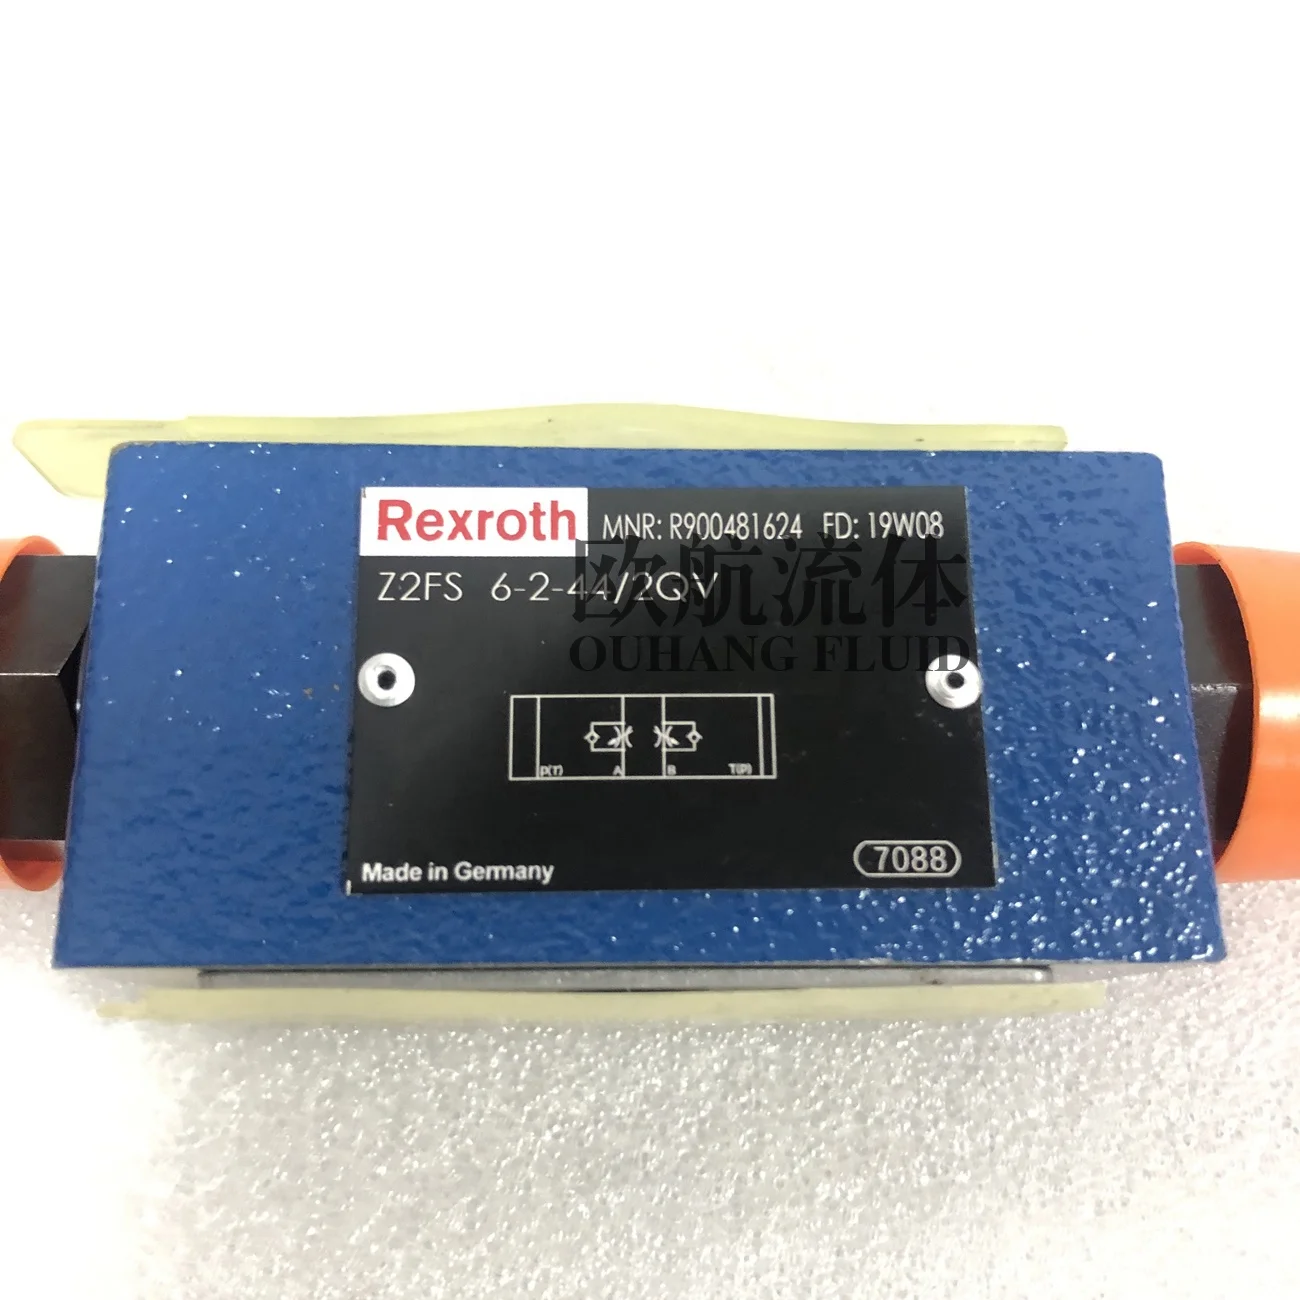 Rexroth MNR: R900481624 FD: 19W08
Z2FS 6-2-44/2QV
欧航流体
OUHANG FLUID
P(T) A B T(P)
Made in Germany 7088